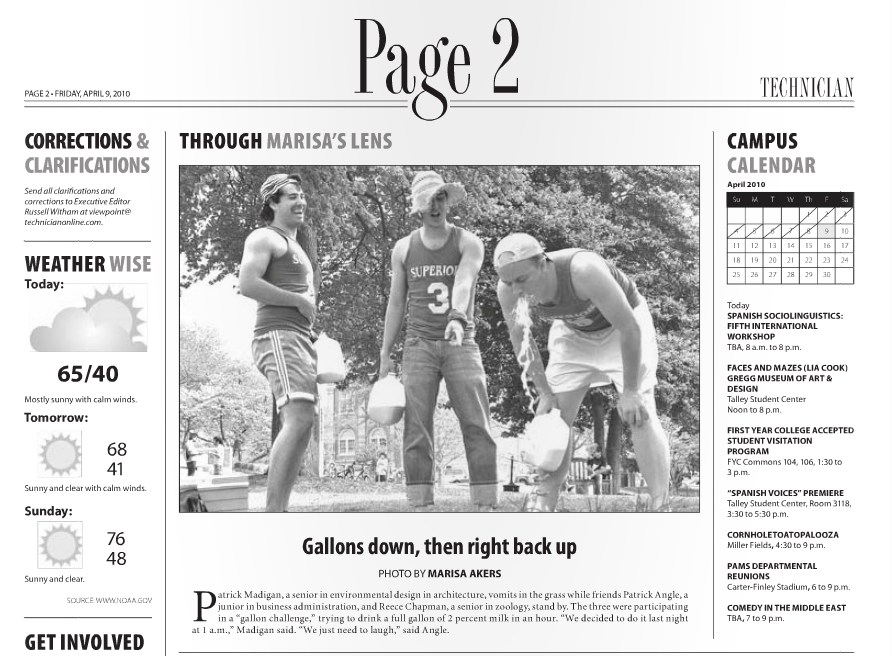 Page 2
PAGE 2 • FRIDAY, APRIL 9, 2010
TECHNICIAN
CORRECTIONS &
CLARIFICATIONS
Send all clarifications and
corrections to Executive Editor
Russell Witham at viewpoint@
technicianonline.com.
WEATHER WISE
Today:
65/40
Mostly sunny with calm winds.
Tomorrow:
68
41
Sunny and clear with calm winds.
Sunday:
76
48
Sunny and clear.
SOURCE: WWW.NOAA.GOV
GET INVOLVED
THROUGH MARISA'S LENS
SUPERIOR
3
Gallons down, then right back up
PHOTO BY MARISA AKERS
Patrick Madigan, a senior in environmental design in architecture, vomits in the grass while friends Patrick Angle, a
junior in business administration, and Reece Chapman, a senior in zoology, stand by. The three were participating
in a “gallon challenge,” trying to drink a full gallon of 2 percent milk in an hour. “We decided to do it last night
at 1 a.m.,” Madigan said. “We just need to laugh,” said Angle.
CAMPUS
CALENDAR
April 2010
Su M T W Th F Sa
1 2 3
4 5 6 7 8 9 10
11 12 13 14 15 16 17
18 19 20 21 22 23 24
25 26 27 28 29 30
Today
SPANISH SOCIOLINGUISTICS:
FIFTH INTERNATIONAL
WORKSHOP
TBA, 8 a.m. to 8 p.m.
FACES AND MAZES (LIA COOK)
GREGG MUSEUM OF ART &
DESIGN
Talley Student Center
Noon to 8 p.m.
FIRST YEAR COLLEGE ACCEPTED
STUDENT VISITATION
PROGRAM
FYC Commons 104, 106, 1:30 to
3 p.m.
“SPANISH VOICES” PREMIERE
Talley Student Center, Room 3118,
3:30 to 5:30 p.m.
CORNHOLETOATOPALOOZA
Miller Fields, 4:30 to 9 p.m.
PAMS DEPARTMENTAL
REUNIONS
Carter-Finley Stadium, 6 to 9 p.m.
COMEDY IN THE MIDDLE EAST
TBA, 7 to 9 p.m.